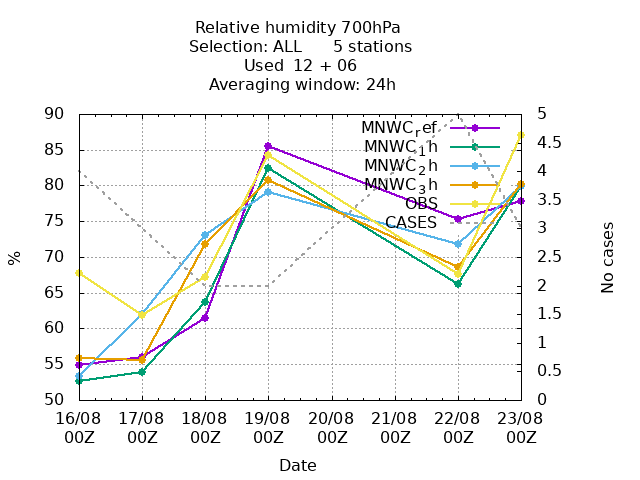 Relative humidity 700hPa
Selection: ALL      5 stations
Used  12 + 06
Averaging window: 24h
90
85
80
75
70
65
60
55
50
%
5
4.5
4
3.5
3
2.5
2
1.5
1
0.5
0
No cases
MNWC_ref
MNWC_1h
MNWC_2h
MNWC_3h
OBS
CASES
16/08 17/08 18/08 19/08 20/08 21/08 22/08 23/08
00Z 00Z 00Z 00Z 00Z 00Z 00Z 00Z
Date